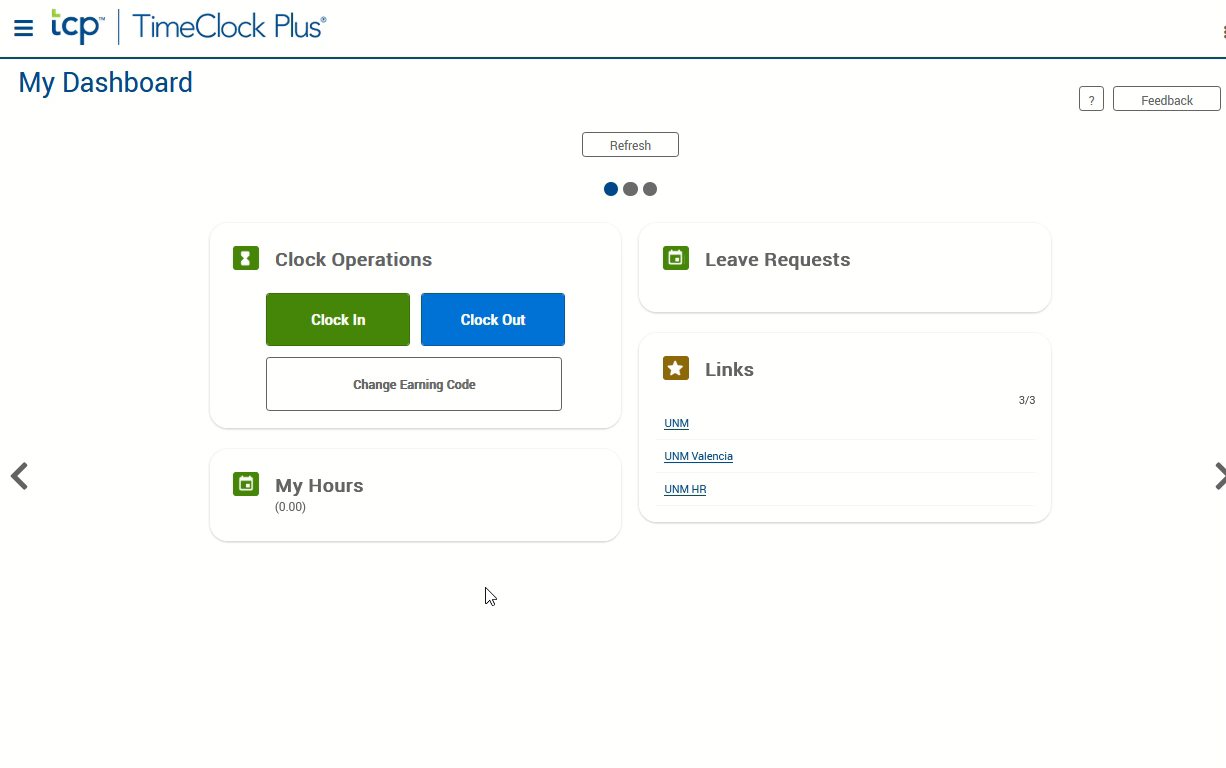 tcp™ | TimeClock Plus®
My Dashboard
?
Feedback
Refresh
Clock Operations
Clock In
Clock Out
Change Earning Code
My Hours
(0.00)
Leave Requests
Links
3/3
UNM
UNM Valencia
UNM HR